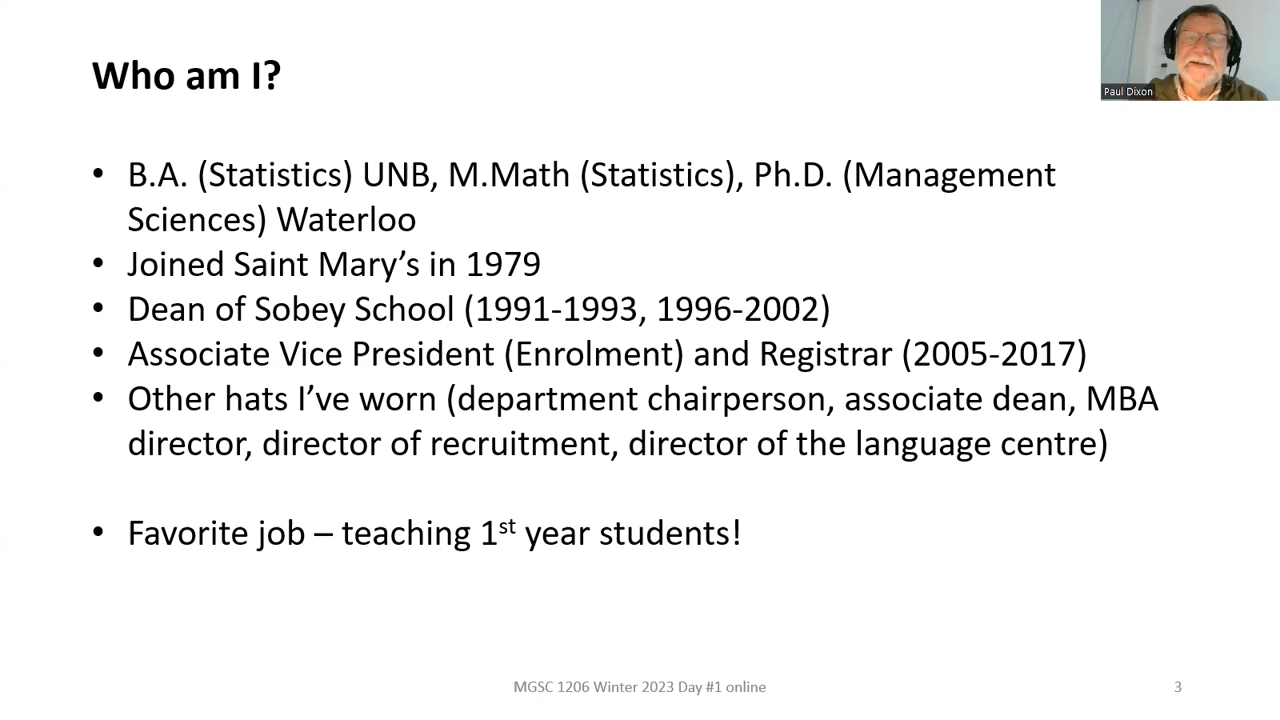 Who am I?
Paul Dixon
• B.A. (Statistics) UNB, M.Math (Statistics), Ph.D. (Management
Sciences) Waterloo
• Joined Saint Mary’s in 1979
• Dean of Sobey School (1991-1993, 1996-2002)
• Associate Vice President (Enrolment) and Registrar (2005-2017)
• Other hats I’ve worn (department chairperson, associate dean, MBA
director, director of recruitment, director of the language centre)
• Favorite job – teaching 1st year students!
MGSC 1206 Winter 2023 Day #1 online
3